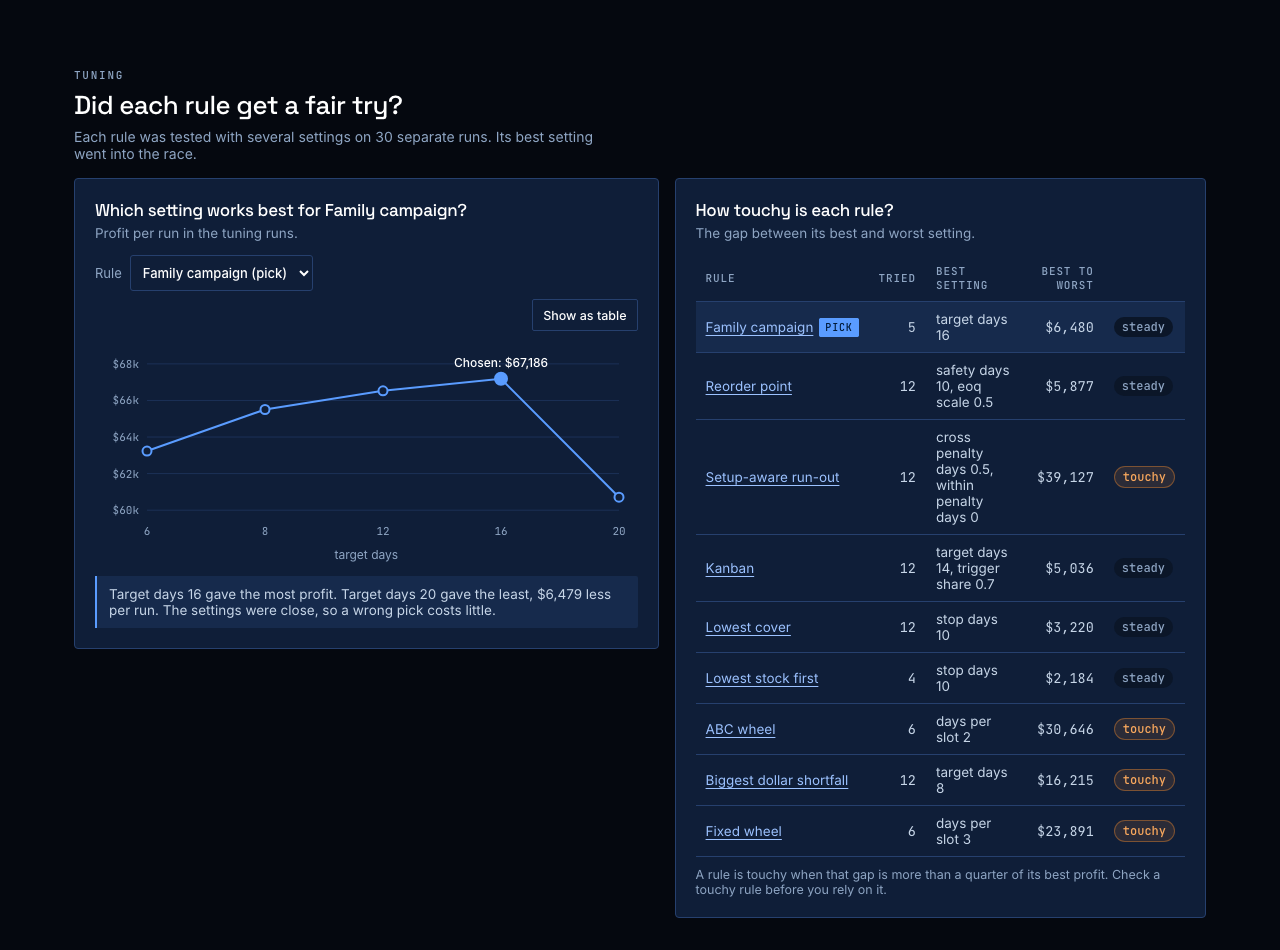 TUNING
Did each rule get a fair try?
Each rule was tested with several settings on 30 separate runs. Its best setting
went into the race.
Which setting works best for Family campaign?
Profit per run in the tuning runs.
Rule
Family campaign (pick)
Show as table
Chosen: $67,186
$68k
$66k
$64k
$62k
$60k
6 8 12 16 20
target days
Target days 16 gave the most profit. Target days 20 gave the least, $6,479 less
per run. The settings were close, so a wrong pick costs little.
How touchy is each rule?
The gap between its best and worst setting.
RULE TRIED BEST SETTING BEST TO WORST
Family campaign PICK 5 target days 16 $6,480 steady
Reorder point 12 safety days 10, eoq scale 0.5 $5,877 steady
Setup-aware run-out 12 cross penalty days 0.5, within penalty days 0 $39,127 touchy
Kanban 12 target days 14, trigger share 0.7 $5,036 steady
Lowest cover 12 stop days 10 $3,220 steady
Lowest stock first 4 stop days 10 $2,184 steady
ABC wheel 6 days per slot 2 $30,646 touchy
Biggest dollar shortfall 12 target days 8 $16,215 touchy
Fixed wheel 6 days per slot 3 $23,891 touchy
A rule is touchy when that gap is more than a quarter of its best profit. Check a
touchy rule before you rely on it.